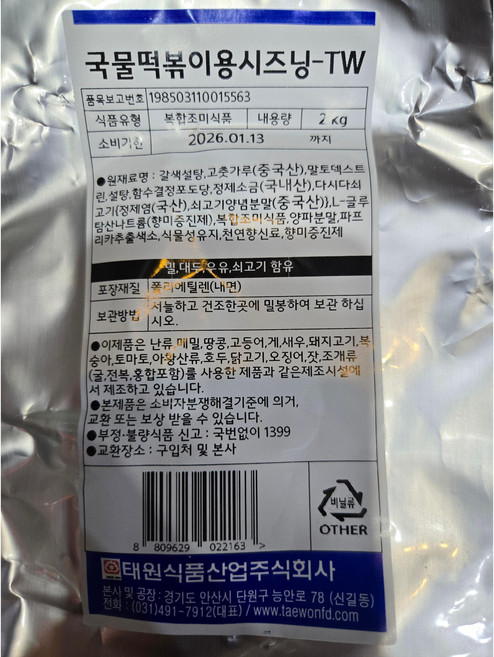 국물떡볶이용시즈닝-TW
품목보고번호 198503110015563
식품유형 복합조미식품 내용량 2 kg
소비기한 2026.01.13 까지
●원재료명 : 갈색설탕,고춧가루(중국산),말토덱스트
린,설탕,함수결정포도당,정제소금(국내산),다시다쇠
고기(정제염(국산),쇠고기양념분말(중국산)),L-글루
탐산나트륨(향미증진제),복합조미식품,양파분말,파프
리카추출색소,식물성유지,천연향신료,향미증진제
밀,대두,우유,쇠고기 함유
포장재질 폴리에틸렌(내면)
보관방법 서늘하고 건조한곳에 밀봉하여 보관 하십
시오.
●이제품은 난류,메밀,땅콩,고등어,게,새우,돼지고기,복
숭아,토마토,아황산류,호두,닭고기,오징어,잣,조개류
(굴,전복,홍합포함)를 사용한 제품과 같은제조시설에
서 제조하고 있습니다.
●본제품은 소비자분쟁해결기준에 의거,
교환 또는 보상 받을 수 있습니다.
●부정·불량식품 신고 : 국번없이 1399
●교환장소 : 구입처 및 본사
비닐류
OTHER
8 809629 022163 >
태원식품산업주식회사
본사 및 공장 : 경기도 안산시 단원구 능안로 78 (신길동)
전화 : (031)491-7912(대표) / www.taewonfd.com